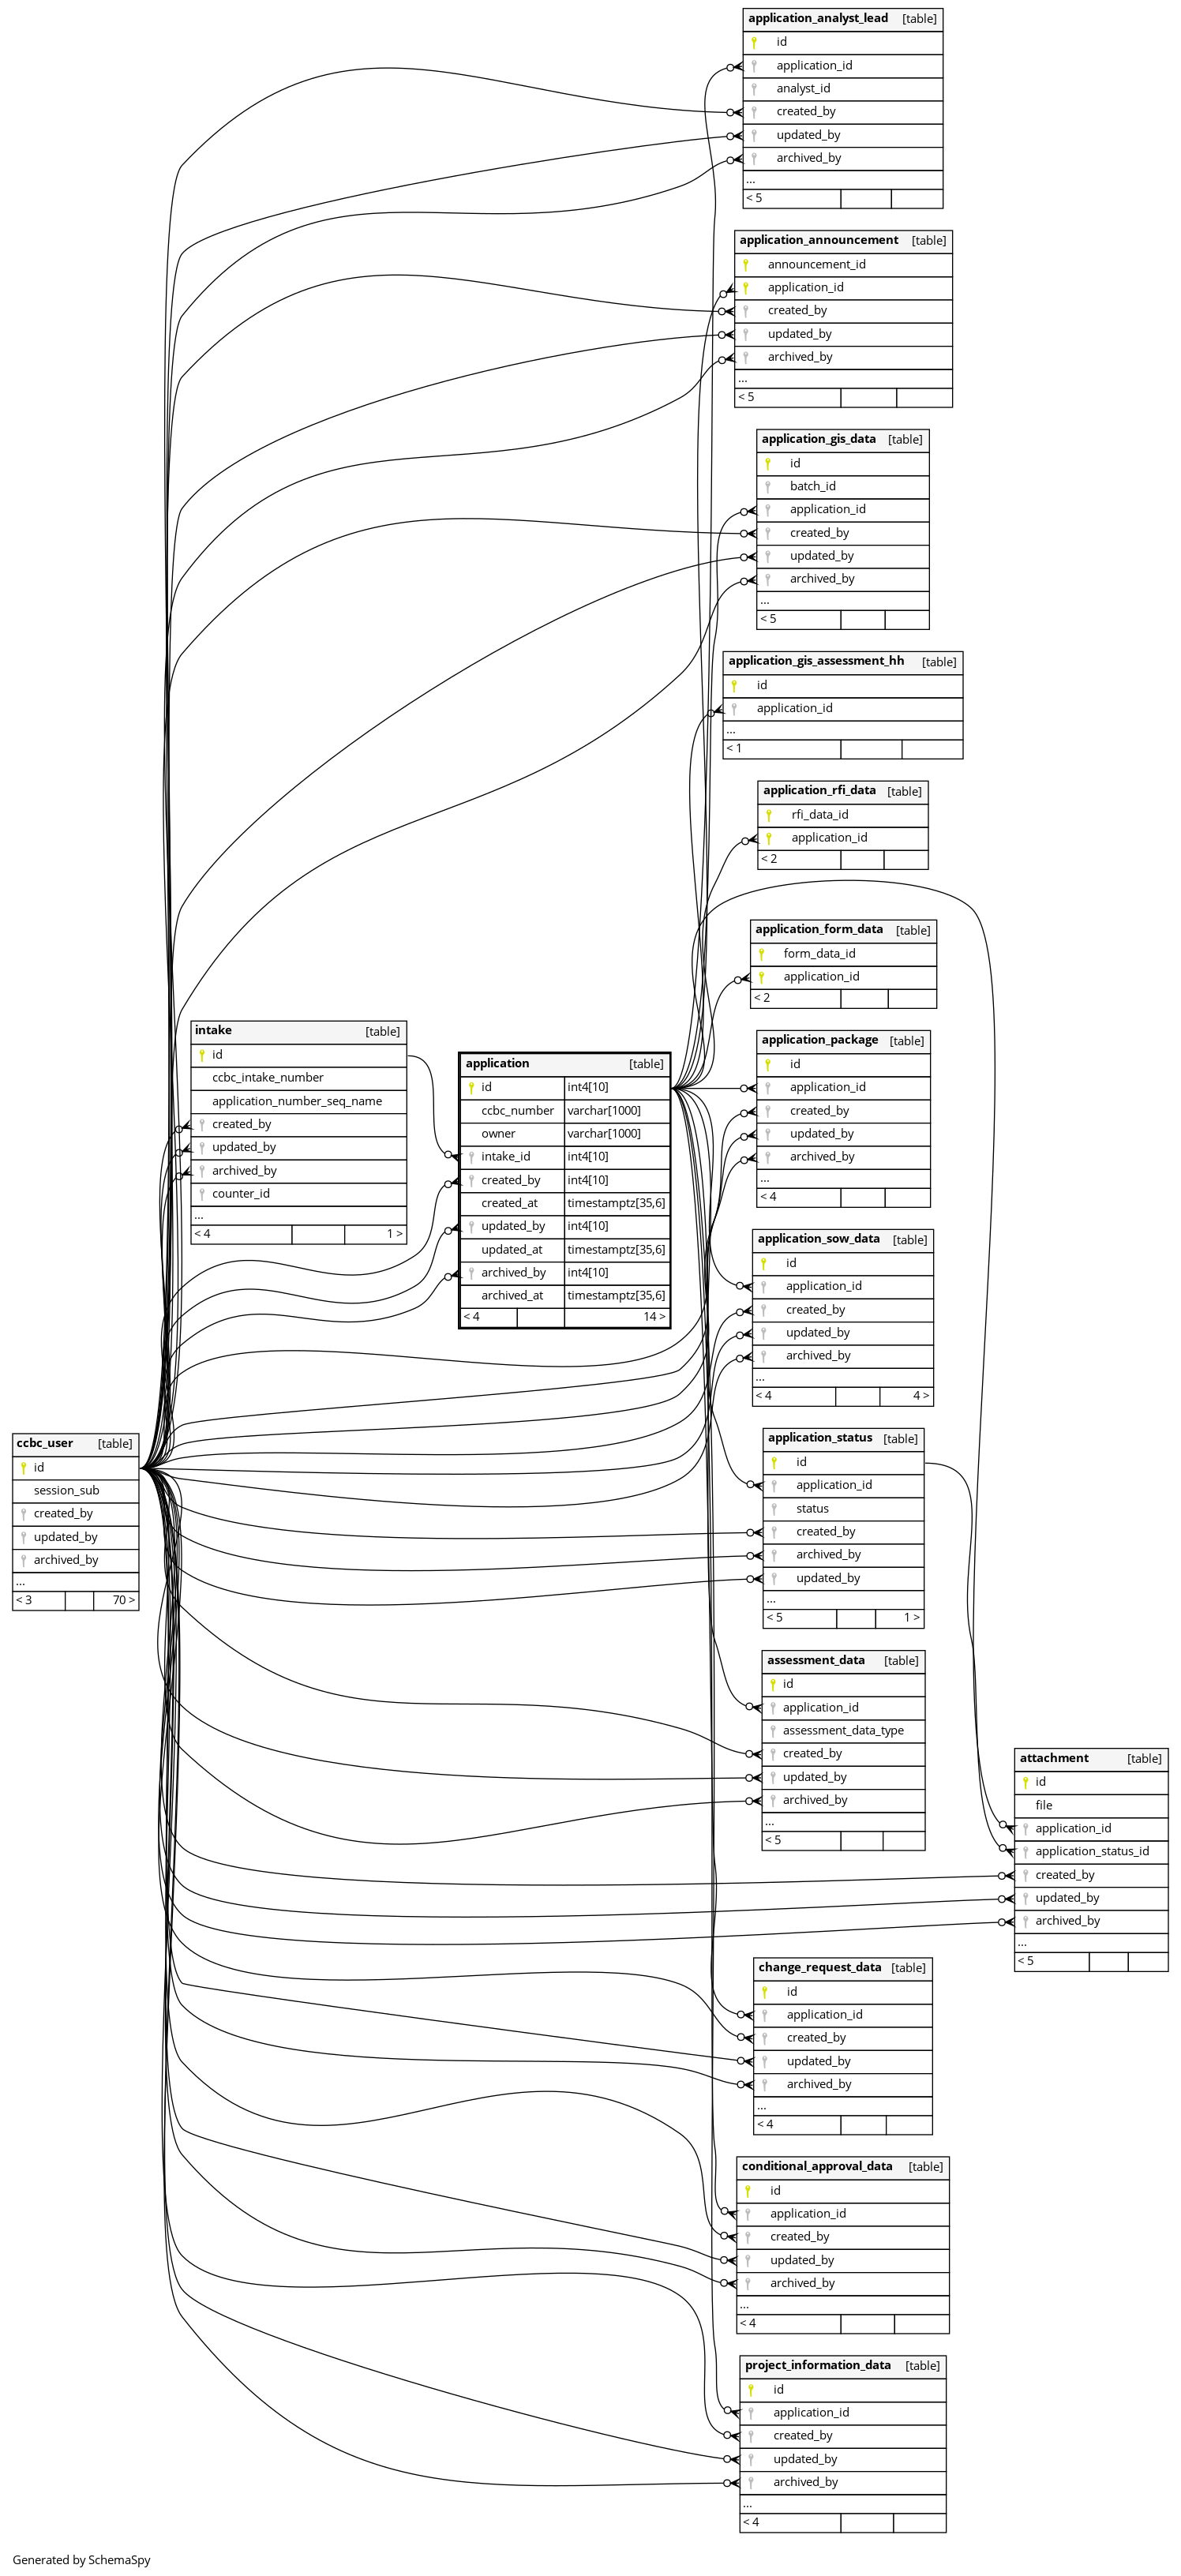 application_analyst_lead [table]
id
application_id
analyst_id
created_by
updated_by
archived_by
...
< 5
application_announcement [table]
announcement_id
application_id
created_by
updated_by
archived_by
...
< 5
application_gis_data [table]
id
batch_id
application_id
created_by
updated_by
archived_by
...
< 5
application_gis_assessment_hh [table]
id
application_id
...
< 1
application_rfi_data [table]
rfi_data_id
application_id
< 2
application_form_data [table]
form_data_id
application_id
< 2
intake [table]
id
ccbc_intake_number
application_number_seq_name
created_by
updated_by
archived_by
counter_id
...
< 4 1 >
application [table]
id int4[10]
ccbc_number varchar[1000]
owner varchar[1000]
intake_id int4[10]
created_by int4[10]
created_at timestamptz[35,6]
updated_by int4[10]
updated_at timestamptz[35,6]
archived_by int4[10]
archived_at timestamptz[35,6]
< 4 14 >
application_package [table]
id
application_id
created_by
updated_by
archived_by
...
< 4
application_sow_data [table]
id
application_id
created_by
updated_by
archived_by
...
< 4 4 >
ccbc_user [table]
id
session_sub
created_by
updated_by
archived_by
...
< 3 70 >
application_status [table]
id
application_id
status
created_by
archived_by
updated_by
...
< 5 1 >
assessment_data [table]
id
application_id
assessment_data_type
created_by
updated_by
archived_by
...
< 5
attachment [table]
id
file
application_id
application_status_id
created_by
updated_by
archived_by
...
< 5
change_request_data [table]
id
application_id
created_by
updated_by
archived_by
...
< 4
conditional_approval_data [table]
id
application_id
created_by
updated_by
archived_by
...
< 4
project_information_data [table]
id
application_id
created_by
updated_by
archived_by
...
< 4
Generated by SchemaSpy